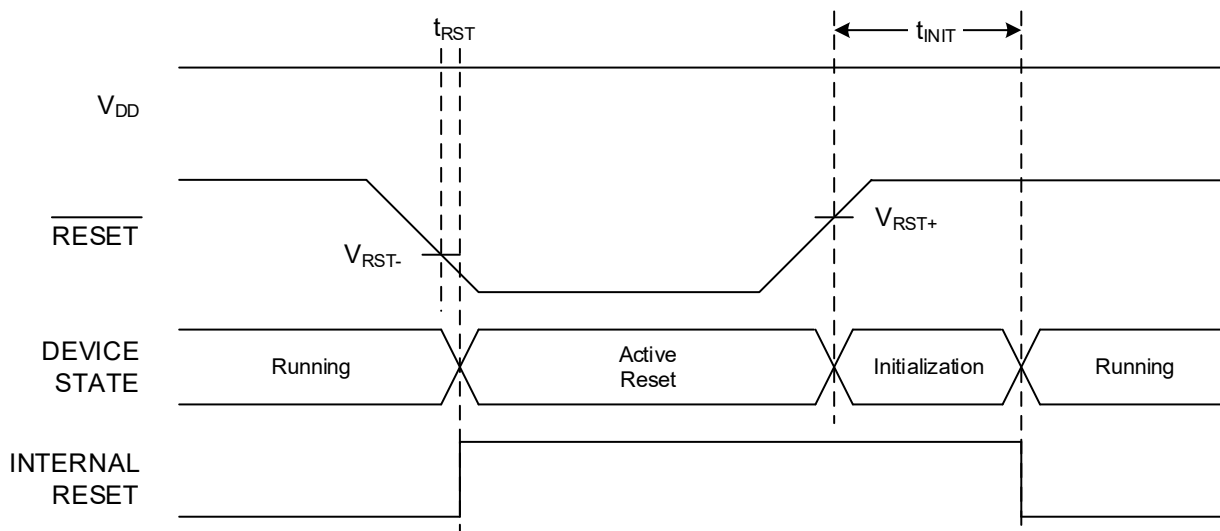 tRST
tINIT
VDD
RESET
VRST-
VRST+
DEVICE
STATE
Running
Active
Reset
Initialization
Running
INTERNAL
RESET